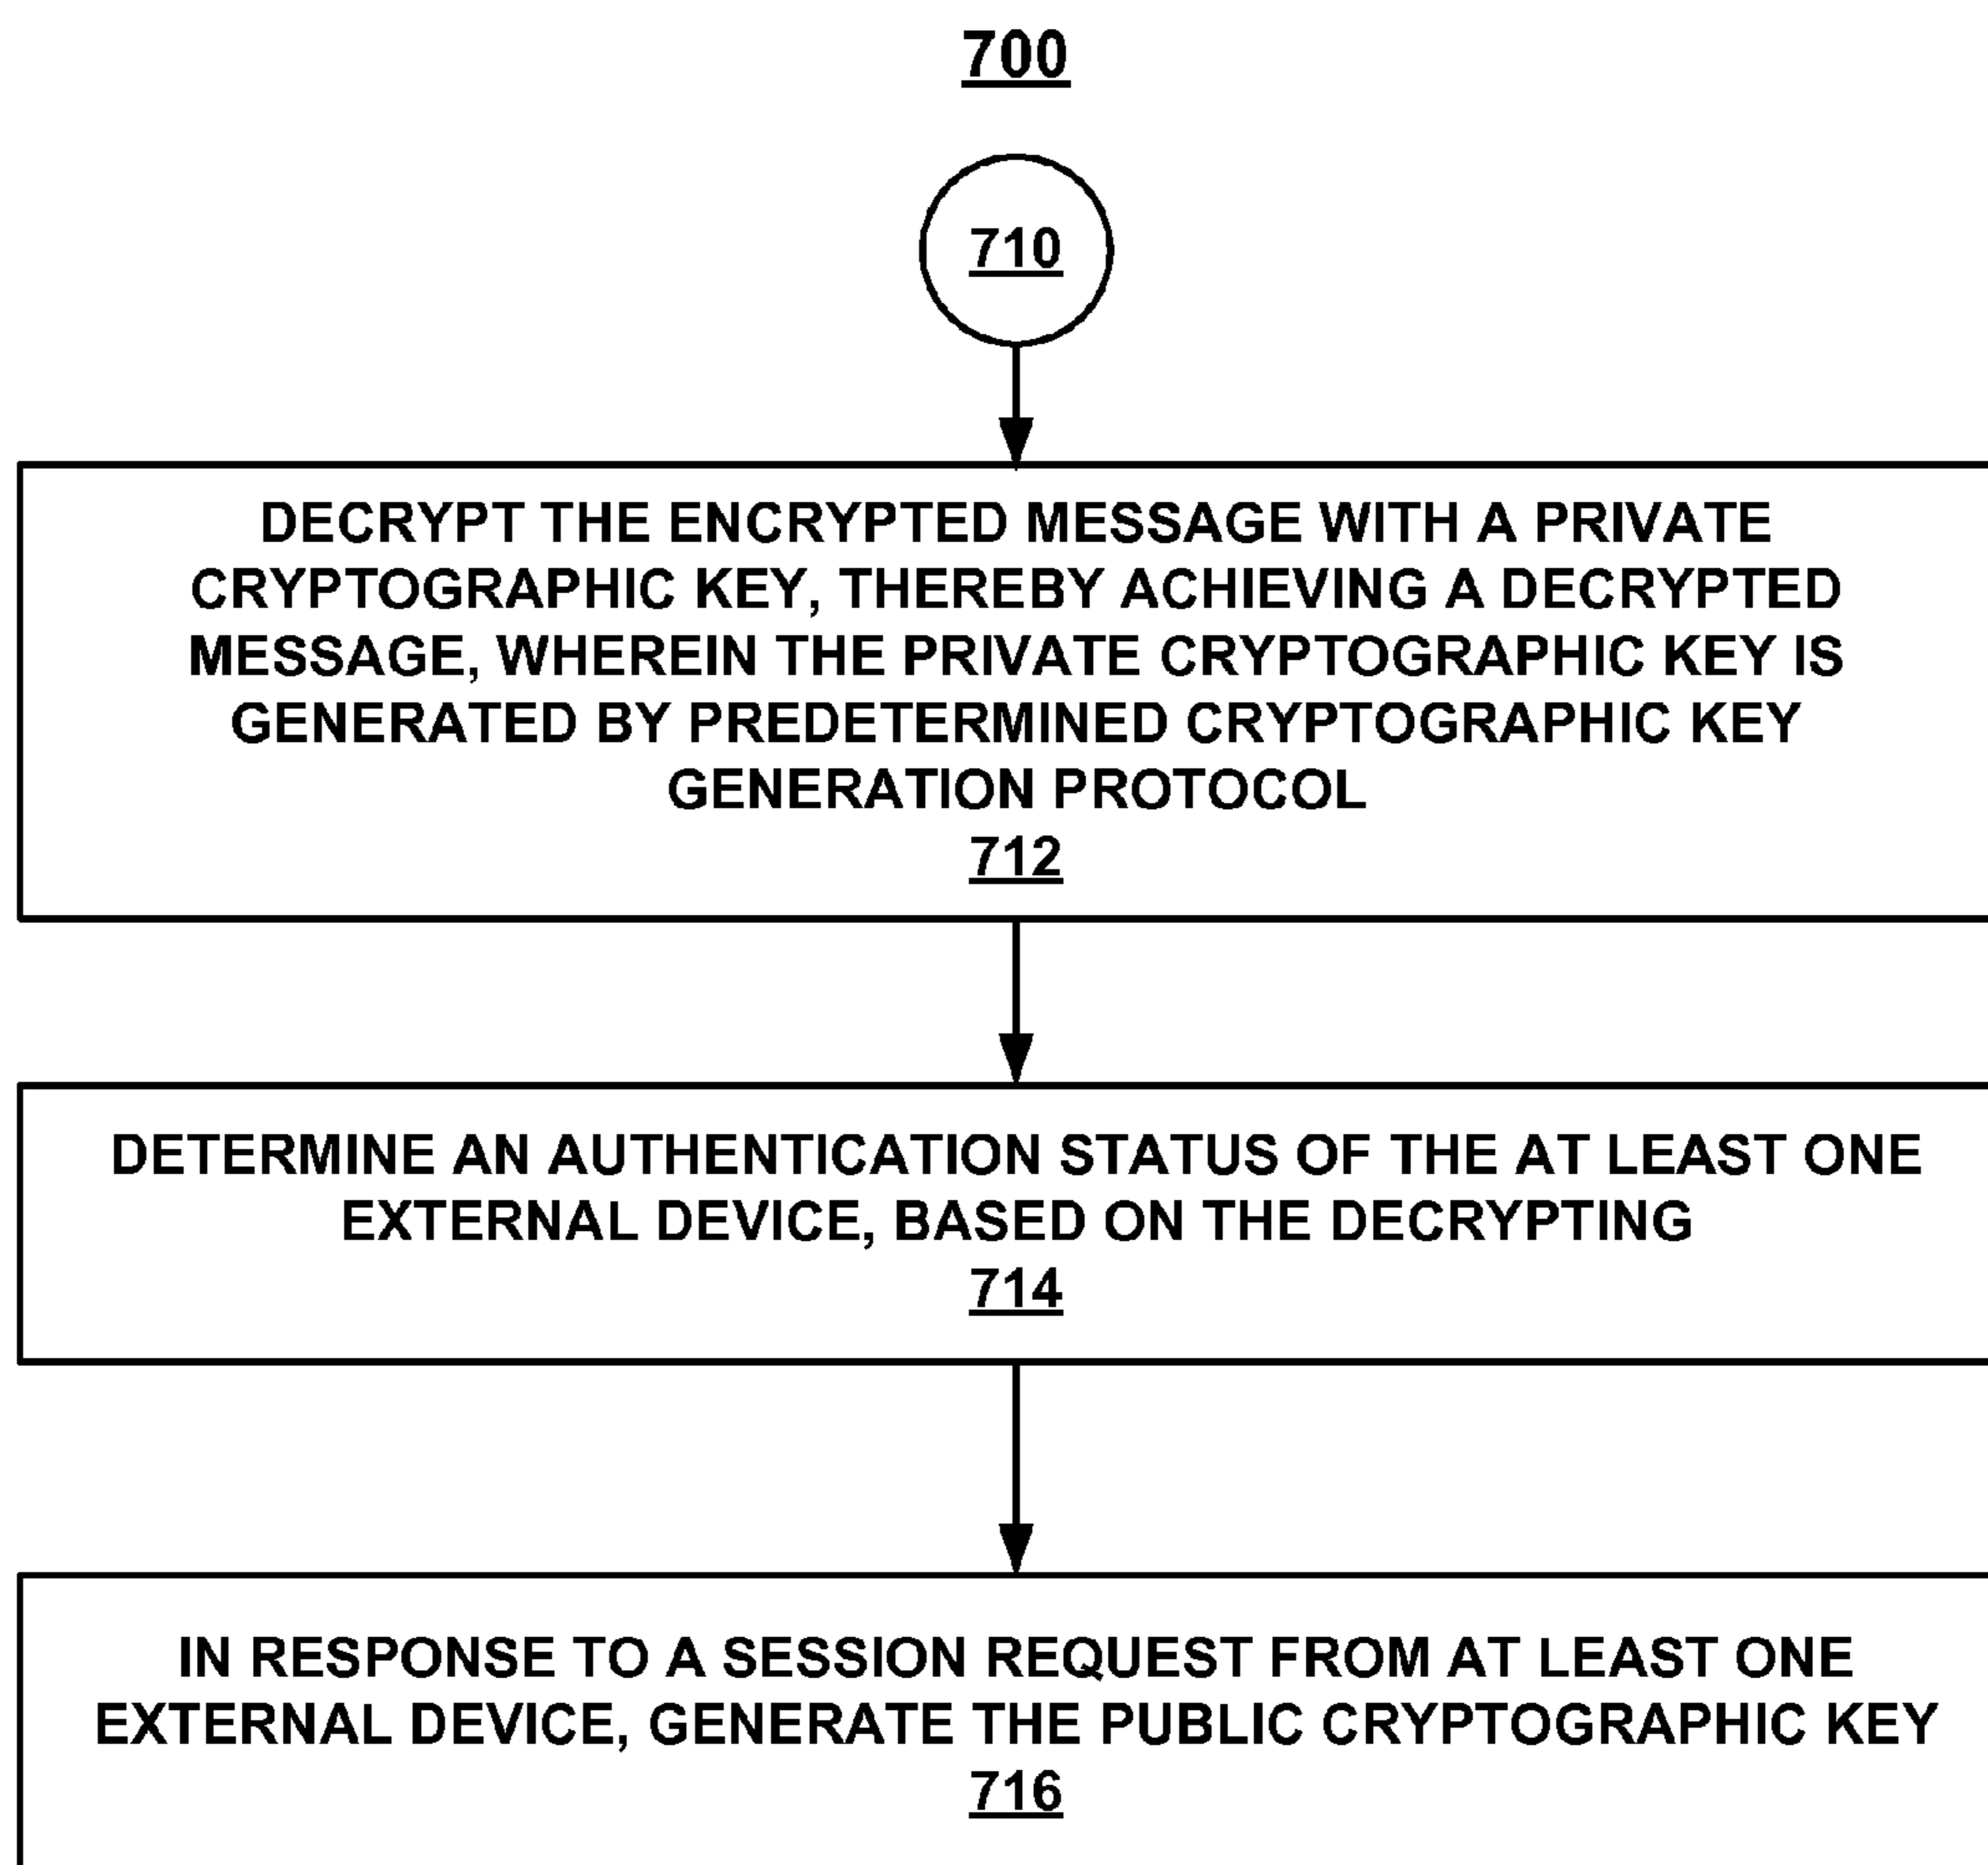 700
710
DECRYPT THE ENCRYPTED MESSAGE WITH A PRIVATE
CRYPTOGRAPHIC KEY, THEREBY ACHIEVING A DECRYPTED
MESSAGE, WHEREIN THE PRIVATE CRYPTOGRAPHIC KEY IS
GENERATED BY PREDETERMINED CRYPTOGRAPHIC KEY
GENERATION PROTOCOL
712
DETERMINE AN AUTHENTICATION STATUS OF THE AT LEAST ONE
EXTERNAL DEVICE, BASED ON THE DECRYPTING
714
IN RESPONSE TO A SESSION REQUEST FROM AT LEAST ONE
EXTERNAL DEVICE, GENERATE THE PUBLIC CRYPTOGRAPHIC KEY
716